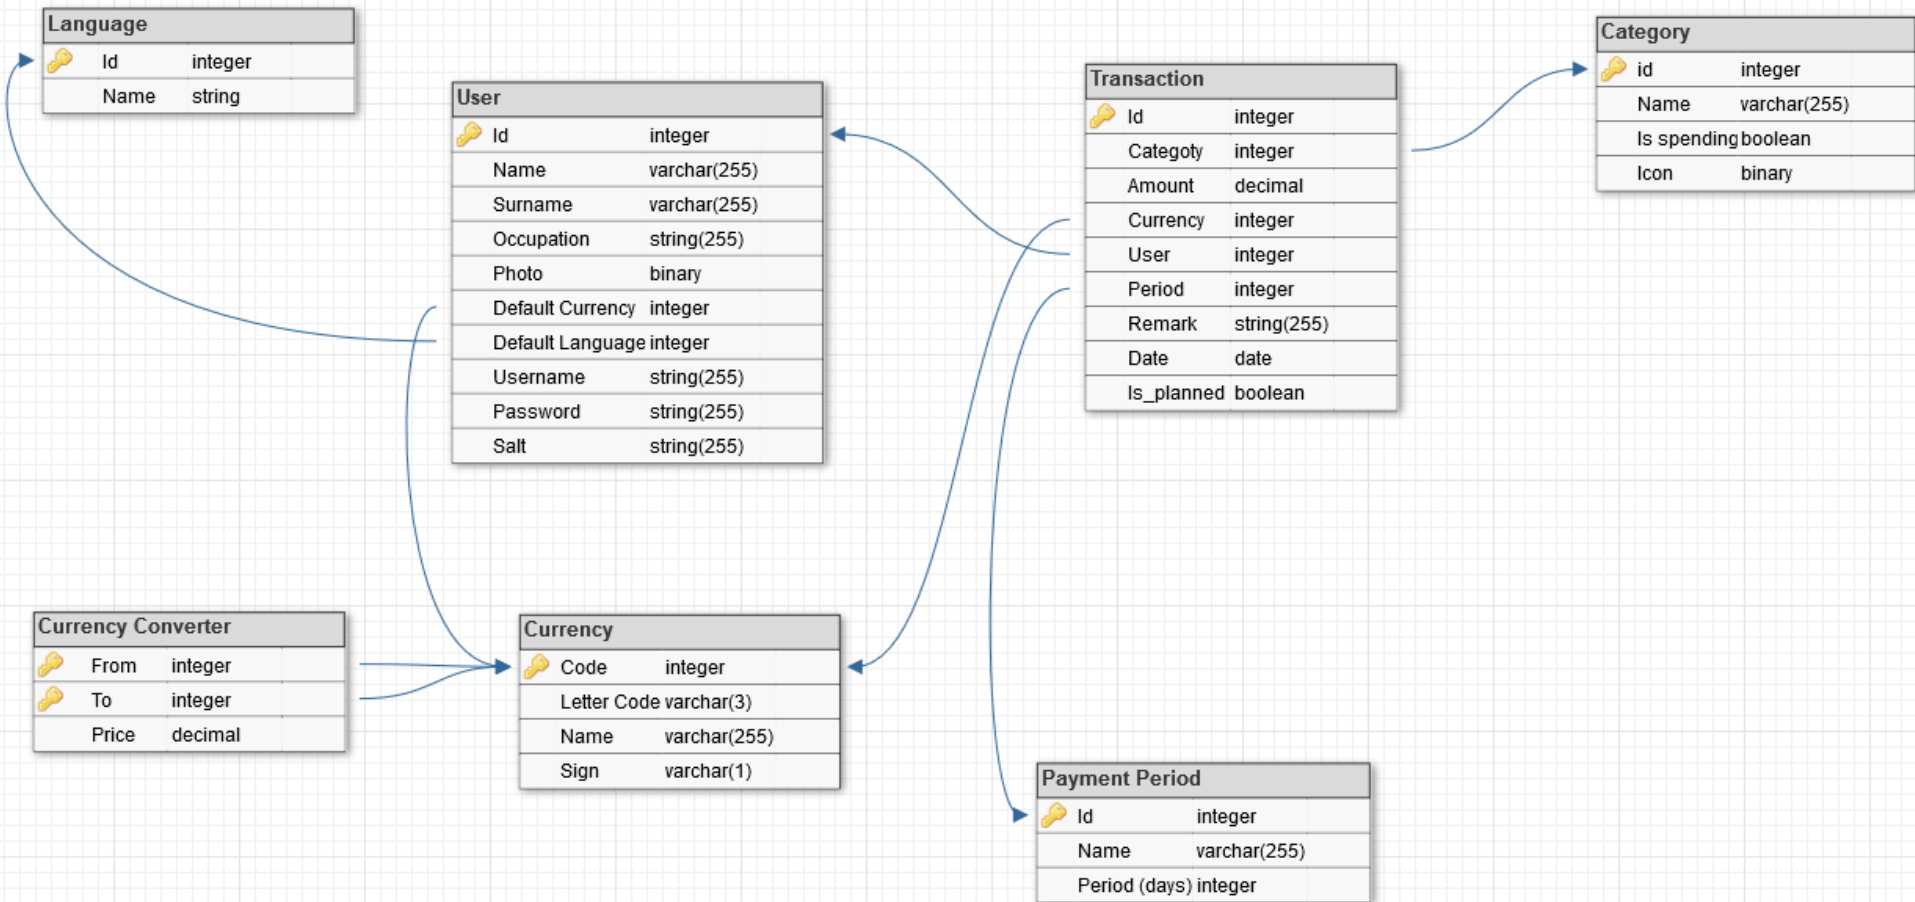 Language
Id integer
Name string
User
Id integer
Name varchar(255)
Surname varchar(255)
Occupation string(255)
Photo binary
Default Currency integer
Default Language integer
Username string(255)
Password string(255)
Salt string(255)
Transaction
Id integer
Categoty integer
Amount decimal
Currency integer
User integer
Period integer
Remark string(255)
Date date
Is_planned boolean
Category
id integer
Name varchar(255)
Is spending boolean
Icon binary
Currency Converter
From integer
To integer
Price decimal
Currency
Code integer
Letter Code varchar(3)
Name varchar(255)
Sign varchar(1)
Payment Period
Id integer
Name varchar(255)
Period (days) integer